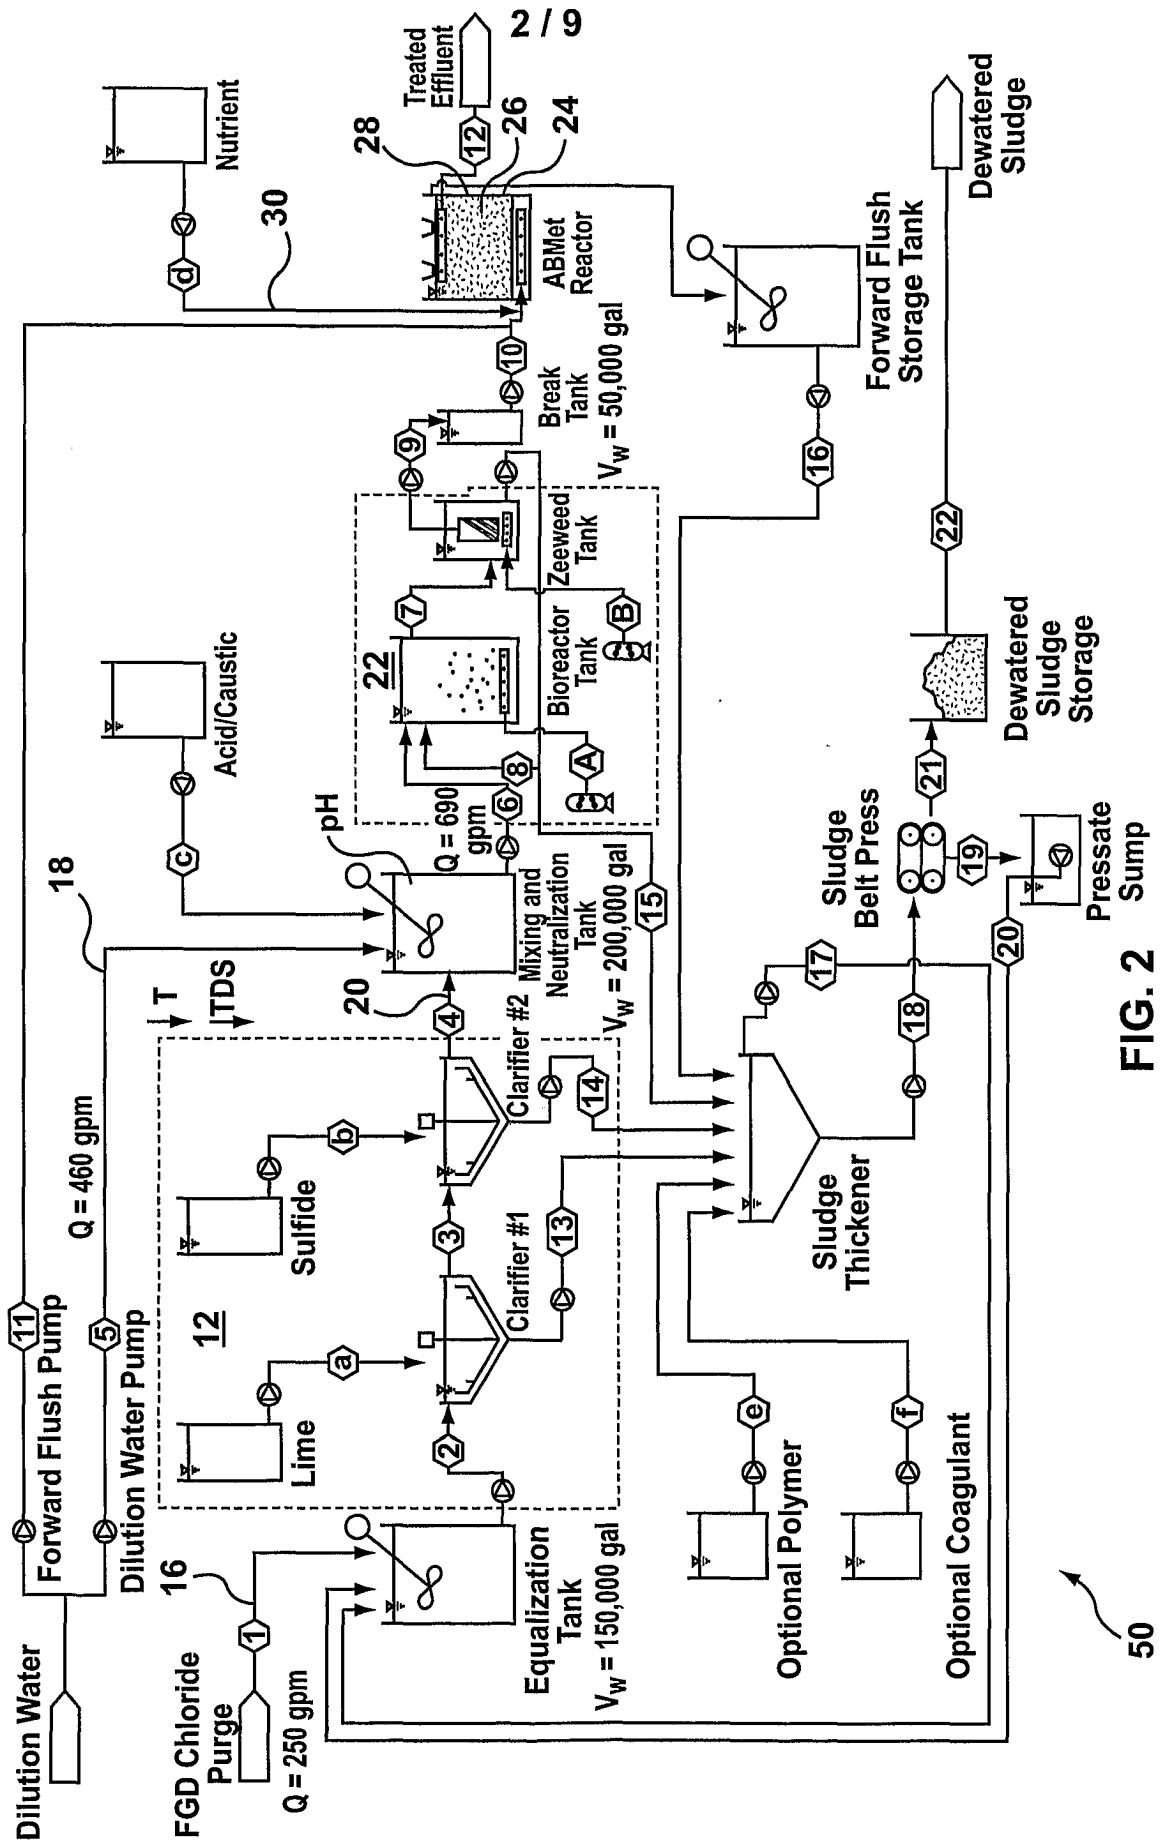 2 / 9
Dilution Water
Forward Flush Pump
11
5
Dilution Water Pump
Q = 460 gpm
18
FGD Chloride
Purge
Q = 250 gpm
1
16
Equalization
Tank
VW = 150,000 gal
12
Lime
a
Sulfide
b
2
Clarifier #1
3
Clarifier #2
4
13
14
T
TDS
20
Acid/Caustic
c
pH
Mixing and
Neutralization
Tank
VW = 200,000 gal
Q = 690
gpm
6
8
22
A
Bioreactor
Tank
7
B
Zeeweed
Tank
9
Break
Tank
VW = 50,000 gal
10
Nutrient
d
30
ABMet
Reactor
28
26
24
12
Treated
Effluent
Forward Flush
Storage Tank
16
15
Optional Polymer
e
Optional Coagulant
f
Sludge
Thickener
17
18
Sludge
Belt Press
19
20
Pressate
Sump
21
Dewatered
Sludge
Storage
22
Dewatered
Sludge
50
FIG. 2